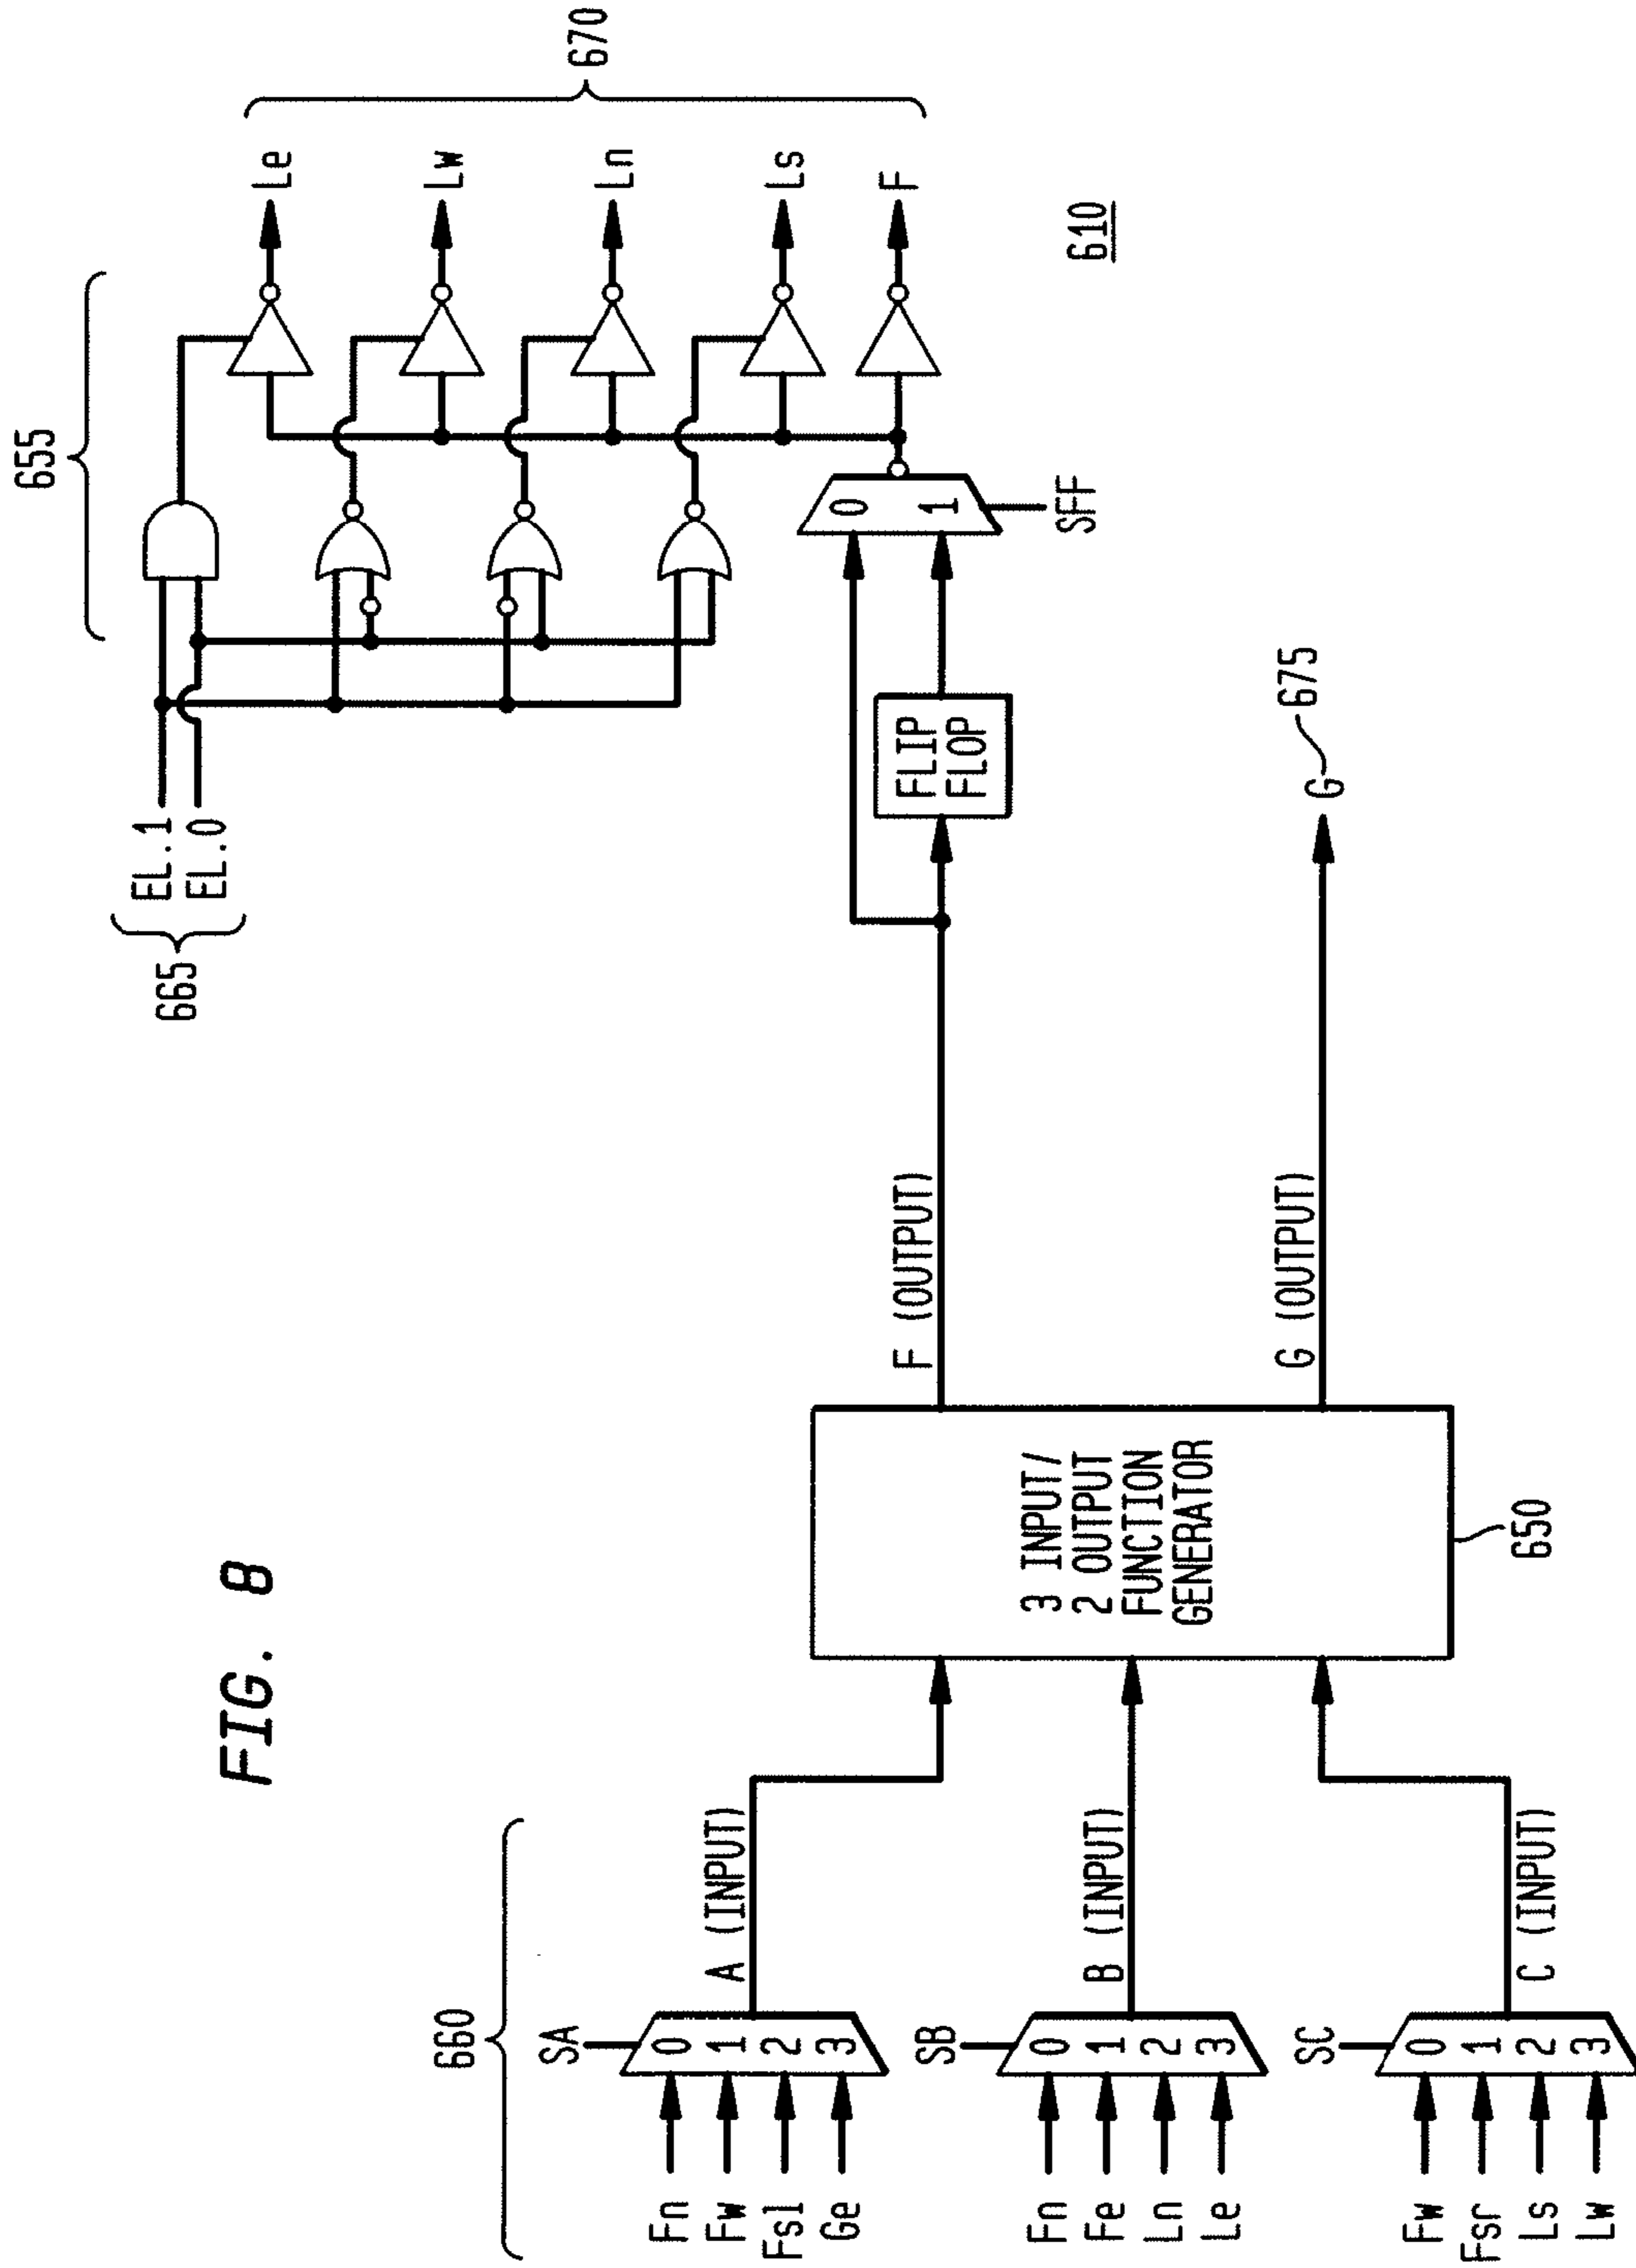 FIG. 8
660
SA
Fn
Fw
Fsl
Ge
0
1
2
3
A (INPUT)
SB
Fn
Fe
Ln
Le
0
1
2
3
B (INPUT)
SC
Fw
Fsr
Ls
Lw
0
1
2
3
C (INPUT)
3 INPUT/
2 OUTPUT
FUNCTION
GENERATOR
650
F (OUTPUT)
G (OUTPUT)
G
675
FLIP
FLOP
0
1
SFF
665
EL.1
EL.0
655
Le
Lw
Ln
Ls
F
670
610